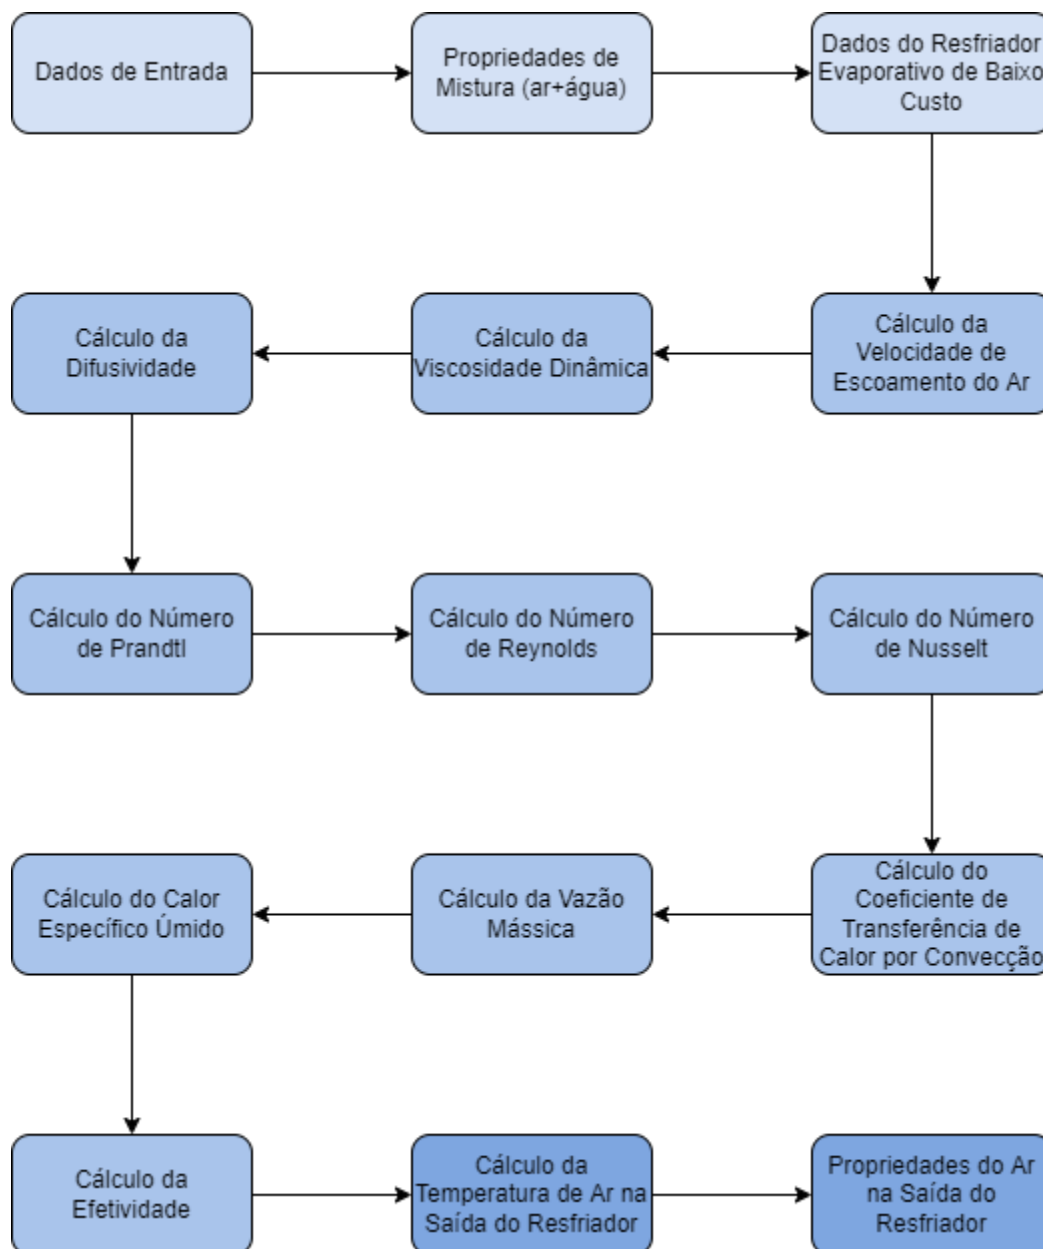 Dados de Entrada
Propriedades de
Mistura (ar+água)
Dados do Resfriador
Evaporativo de Baixo
Custo
Cálculo da
Velocidade de
Escoamento do Ar
Cálculo da
Viscosidade Dinâmica
Cálculo da
Difusividade
Cálculo do Número
de Prandtl
Cálculo do Número
de Reynolds
Cálculo do Número
de Nusselt
Cálculo do
Coeficiente de
Transferência de
Calor por Convecção
Cálculo da Vazão
Mássica
Cálculo do Calor
Específico Úmido
Cálculo da
Efetividade
Cálculo da
Temperatura de Ar na
Saída do Resfriador
Propriedades do Ar
na Saída do
Resfriador